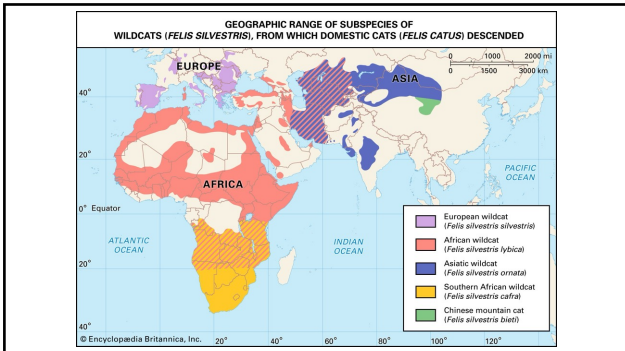 GEOGRAPHIC RANGE OF SUBSPECIES OF
WILDCATS (FELIS SILVESTRIS), FROM WHICH DOMESTIC CATS (FELIS CATUS) DESCENDED
EUROPE
ASIA
0 1000 2000 mi
0 1500 3000 km
40°
20°
AFRICA
PACIFIC
OCEAN
0° Equator
ATLANTIC
OCEAN
INDIAN
OCEAN
20°
40°
European wildcat
(Felis silvestris silvestris)
African wildcat
(Felis silvestris lybica)
Asiatic wildcat
(Felis silvestris ornata)
Southern African wildcat
(Felis silvestris cafra)
Chinese mountain cat
(Felis silvestris bieti)
© Encyclopædia Britannica, Inc.
20° 40° 60° 80° 100° 120° 140°